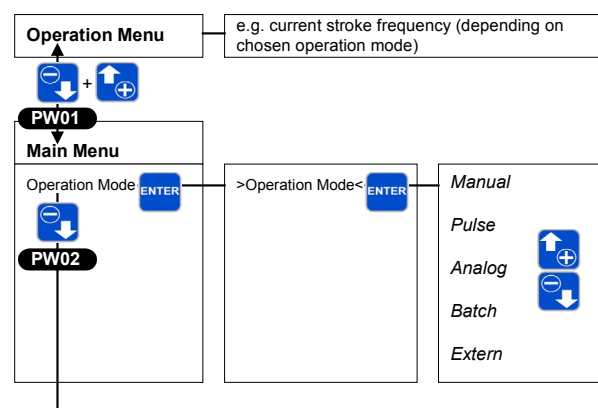 Operation Menu
e.g. current stroke frequency (depending on
chosen operation mode)
+
PW01
Main Menu
Operation Mode ENTER
>Operation Mode< ENTER
PW02
Manual
Pulse
Analog
Batch
Extern